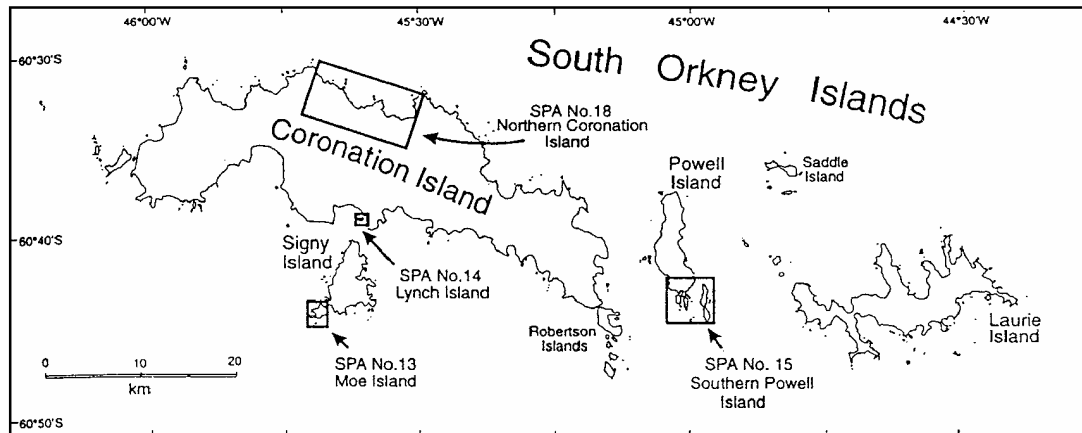 46°00'W
45°30'W
45°00'W
44°30'W
60°30'S
South Orkney Islands
SPA No.18
Northern Coronation
Island
Coronation Island
Powell
Island
Saddle
Island
60°40'S
Signy
Island
SPA No.14
Lynch Island
Robertson
Islands
Laurie
Island
SPA No.13
Moe Island
SPA No. 15
Southern Powell
Island
0 10 20
km
60°50'S